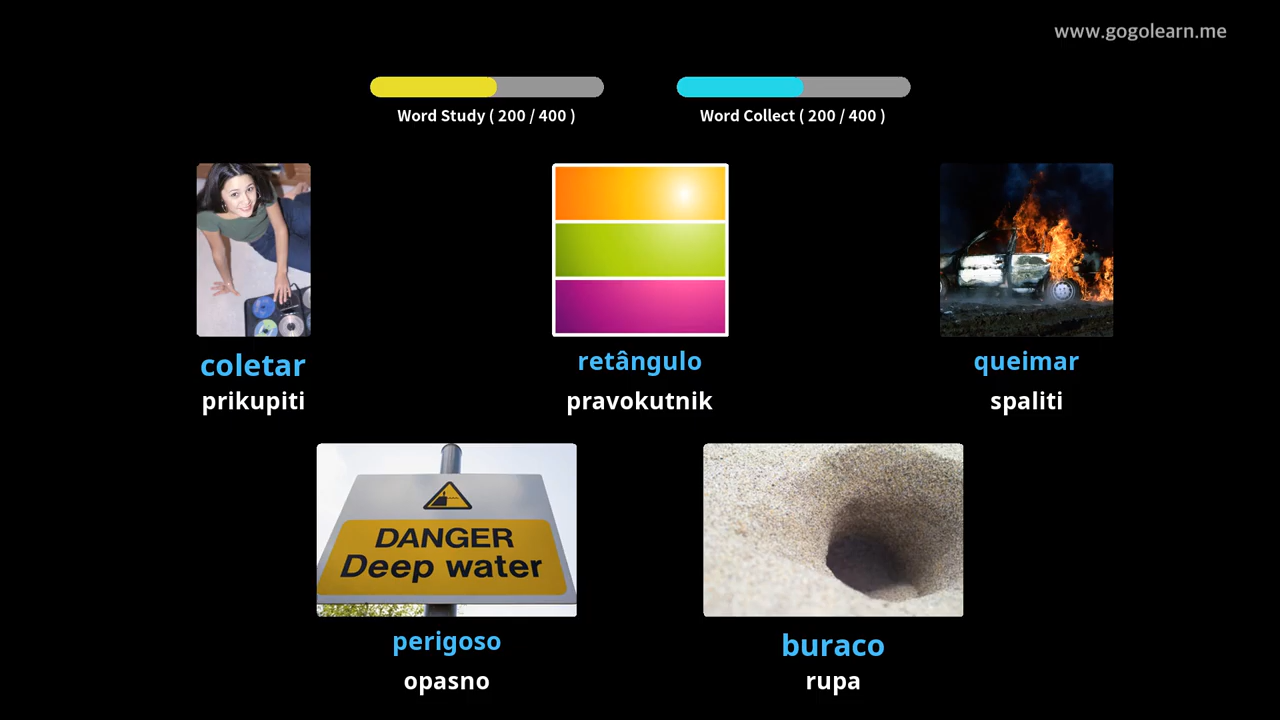 www.gogolearn.me
Word Study ( 200 / 400 )
Word Collect ( 200 / 400 )
coletar
prikupiti
retângulo
pravokutnik
queimar
spaliti
DANGER
Deep water
perigoso
opasno
buraco
rupa